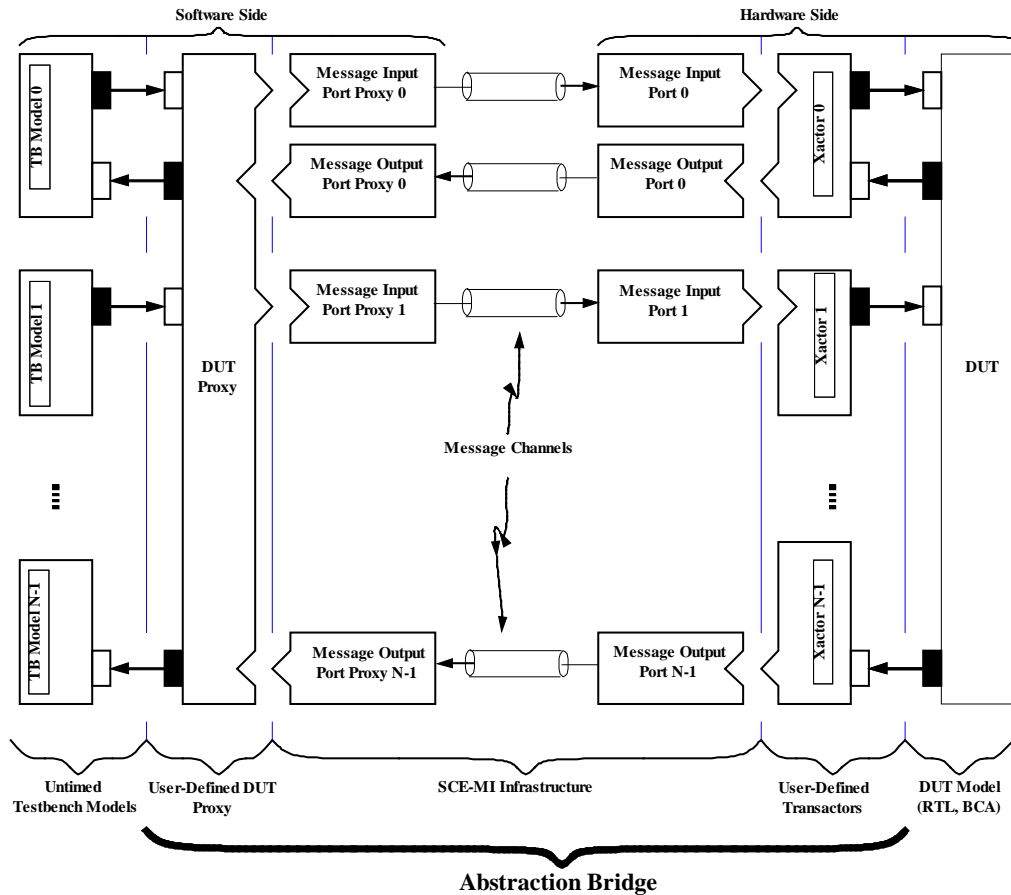 Software Side
Hardware Side
TB Model 0
Message Input
Port Proxy 0
Message Input
Port 0
Xactor 0
Message Output
Port Proxy 0
Message Output
Port 0
TB Model 1
DUT
Proxy
Message Input
Port Proxy 1
Message Input
Port 1
Xactor 1
DUT
Message Channels
TB Model N-1
Message Output
Port Proxy N-1
Message Output
Port N-1
Xactor N-1
Untimed
Testbench Models
User-Defined DUT
Proxy
SCE-MI Infrastructure
User-Defined
Transactors
DUT Model
(RTL, BCA)
Abstraction Bridge